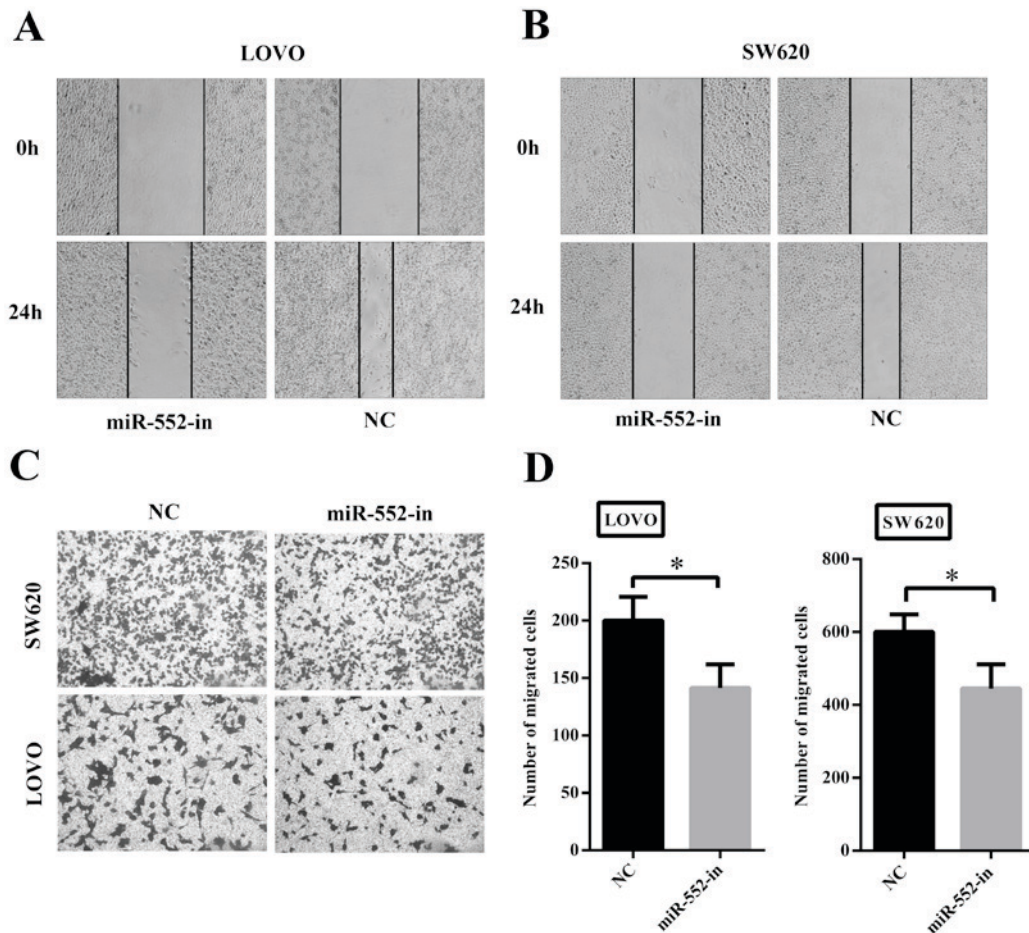 A
LOVO
0h
24h
miR-552-in NC
B
SW620
0h
24h
miR-552-in NC
C
NC miR-552-in
SW620
LOVO
D
LOVO
Number of migrated cells
250
200
150
100
50
0
*
NC
miR-552-in
SW620
Number of migrated cells
800
600
400
200
0
*
NC
miR-552-in